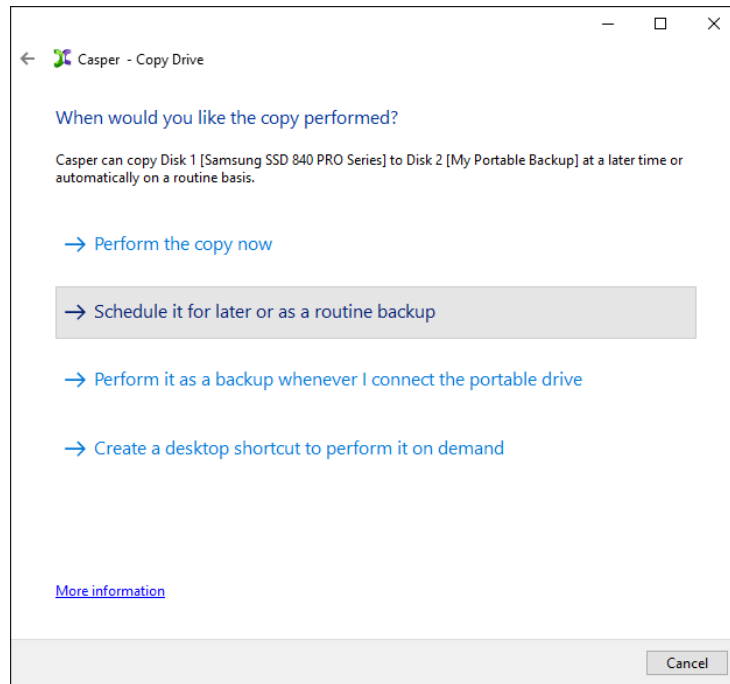 Casper - Copy Drive
When would you like the copy performed?
Casper can copy Disk 1 [Samsung SSD 840 PRO Series] to Disk 2 [My Portable Backup] at a later time or
automatically on a routine basis.
Perform the copy now
Schedule it for later or as a routine backup
Perform it as a backup whenever I connect the portable drive
Create a desktop shortcut to perform it on demand
More information
Cancel